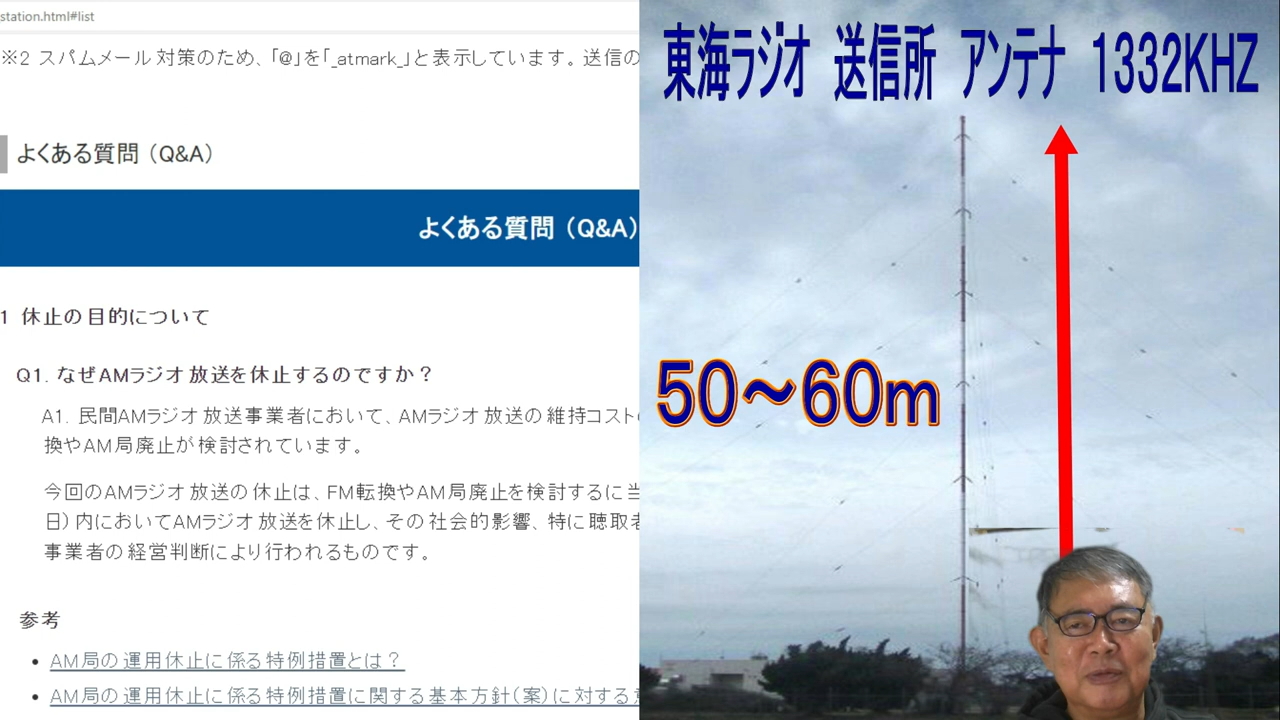 station.html#list
※2 スパムメール対策のため、「@」を「_atmark_」と表示しています。送信の
よくある質問（Q&A）
よくある質問（Q&A）
1 休止の目的について
Q1. なぜAMラジオ放送を休止するのですか？
A1. 民間AMラジオ放送事業者において、AMラジオ放送の維持コスト
換やAM局廃止が検討されています。
今回のAMラジオ放送の休止は、FM転換やAM局廃止を検討するに当
日）内においてAMラジオ放送を休止し、その社会的影響、特に聴取者
事業者の経営判断により行われるものです。
参考
• AM局の運用休止に係る特例措置とは？
• AM局の運用休止に係る特例措置に関する基本方針（案）に対する意
東海ラジオ 送信所 アンテナ 1332KHZ
50～60m